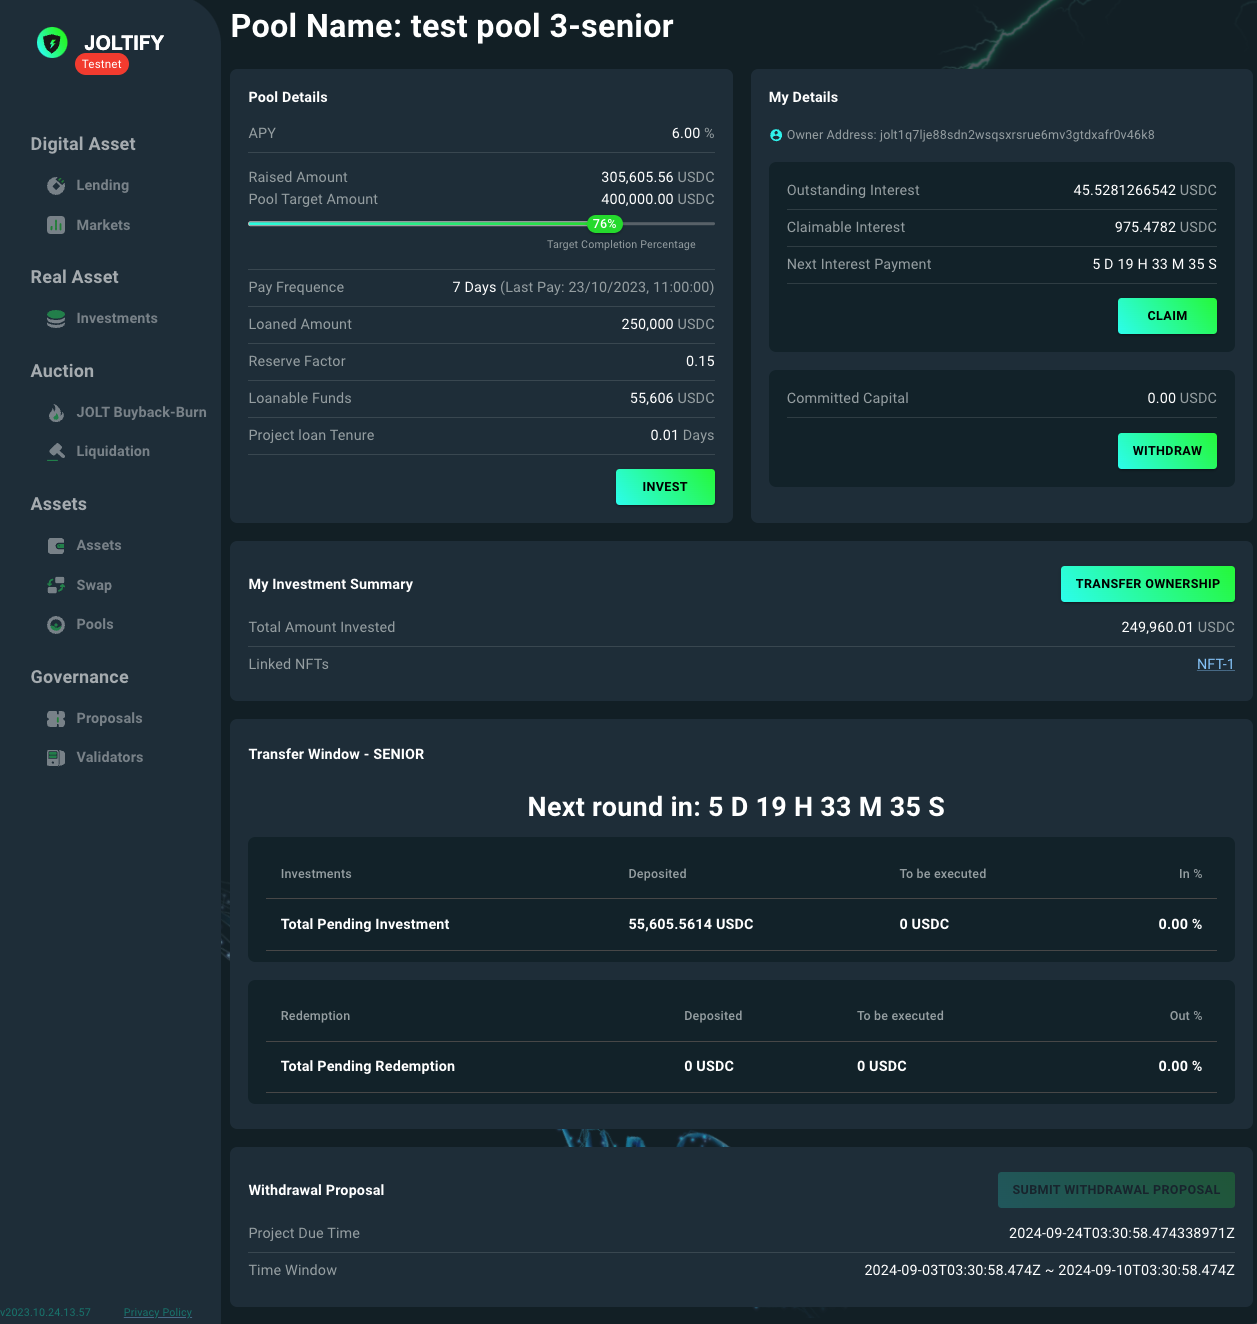 JOLTIFY
Testnet
Digital Asset
Lending
Markets
Real Asset
Investments
Auction
JOLT Buyback-Burn
Liquidation
Assets
Assets
Swap
Pools
Governance
Proposals
Validators
v2023.10.24.13.57 Privacy Policy
Pool Name: test pool 3-senior
Pool Details
APY 6.00 %
Raised Amount 305,605.56 USDC
Pool Target Amount 400,000.00 USDC
76%
Target Completion Percentage
Pay Frequence 7 Days (Last Pay: 23/10/2023, 11:00:00)
Loaned Amount 250,000 USDC
Reserve Factor 0.15
Loanable Funds 55,606 USDC
Project loan Tenure 0.01 Days
INVEST
My Details
Owner Address: jolt1q7lje88sdn2wsqsxrsrue6mv3gtdxafr0v46k8
Outstanding Interest 45.5281266542 USDC
Claimable Interest 975.4782 USDC
Next Interest Payment 5 D 19 H 33 M 35 S
CLAIM
Committed Capital 0.00 USDC
WITHDRAW
My Investment Summary
TRANSFER OWNERSHIP
Total Amount Invested 249,960.01 USDC
Linked NFTs NFT-1
Transfer Window - SENIOR
Next round in: 5 D 19 H 33 M 35 S
Investments Deposited To be executed In %
Total Pending Investment 55,605.5614 USDC 0 USDC 0.00 %
Redemption Deposited To be executed Out %
Total Pending Redemption 0 USDC 0 USDC 0.00 %
Withdrawal Proposal
SUBMIT WITHDRAWAL PROPOSAL
Project Due Time 2024-09-24T03:30:58.474338971Z
Time Window 2024-09-03T03:30:58.474Z ~ 2024-09-10T03:30:58.474Z